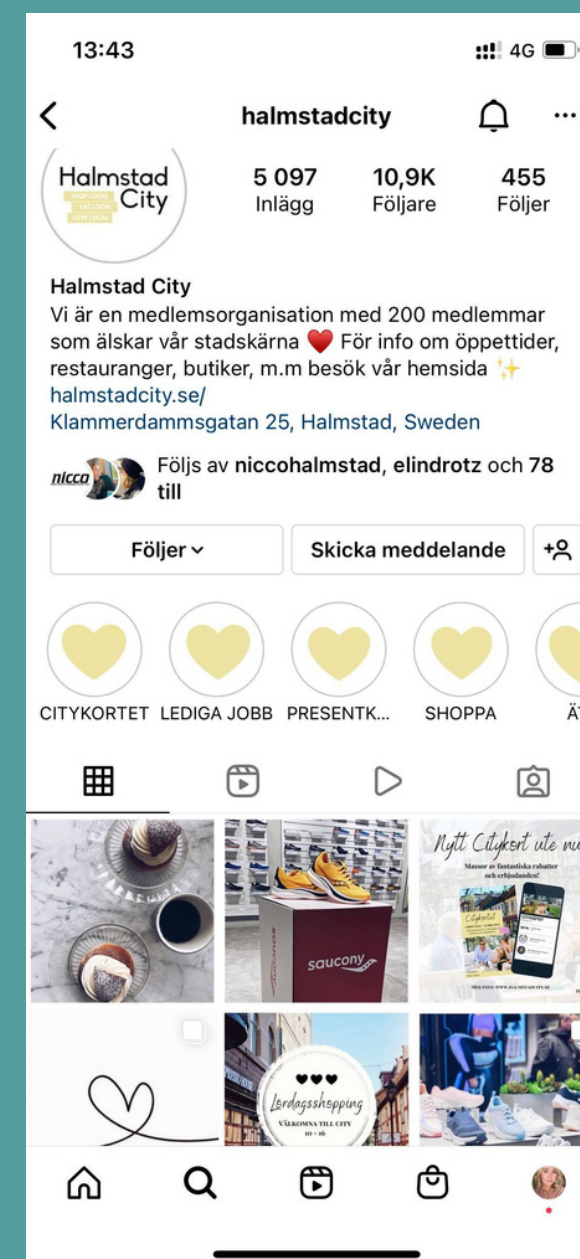 13:43
4G
halmstadcity
Halmstad
SHOP LOCAL
EAT LOCAL
LOVE LOCAL
City
5 097
Inlägg
10,9K
Följare
455
Följer
Halmstad City
Vi är en medlemsorganisation med 200 medlemmar
som älskar vår stadskärna ❤️ För info om öppettider,
restauranger, butiker, m.m besök vår hemsida ✨
halmstadcity.se/
Klammerdammsgatan 25, Halmstad, Sweden
nicco
Följs av niccohalmstad, elindrotz och 78
till
Följer
Skicka meddelande
CITYKORTET
LEDIGA JOBB
PRESENTK...
SHOPPA
saucony
Nytt Citykort ute nu
Massor av fantastiska rabatter
och erbjudanden!
Citykortet
Lördagsshopping
VÄLKOMNA TILL CITY
10 - 16